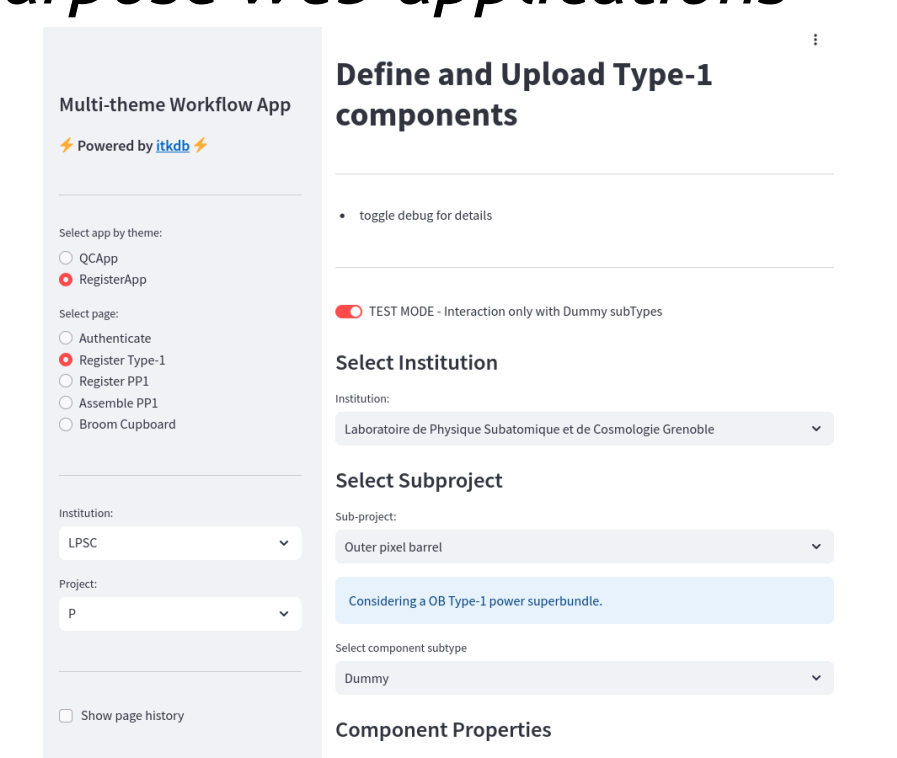 web applications
Multi-theme Workflow App
⚡ Powered by itkdb ⚡
Select app by theme:
QCApp
RegisterApp
Select page:
Authenticate
Register Type-1
Register PP1
Assemble PP1
Broom Cupboard
Institution:
LPSC
Project:
P
Show page history
Define and Upload Type-1
components
• toggle debug for details
TEST MODE - Interaction only with Dummy subTypes
Select Institution
Institution:
Laboratoire de Physique Subatomique et de Cosmologie Grenoble
Select Subproject
Sub-project:
Outer pixel barrel
Considering a OB Type-1 power superbundle.
Select component subtype
Dummy
Component Properties